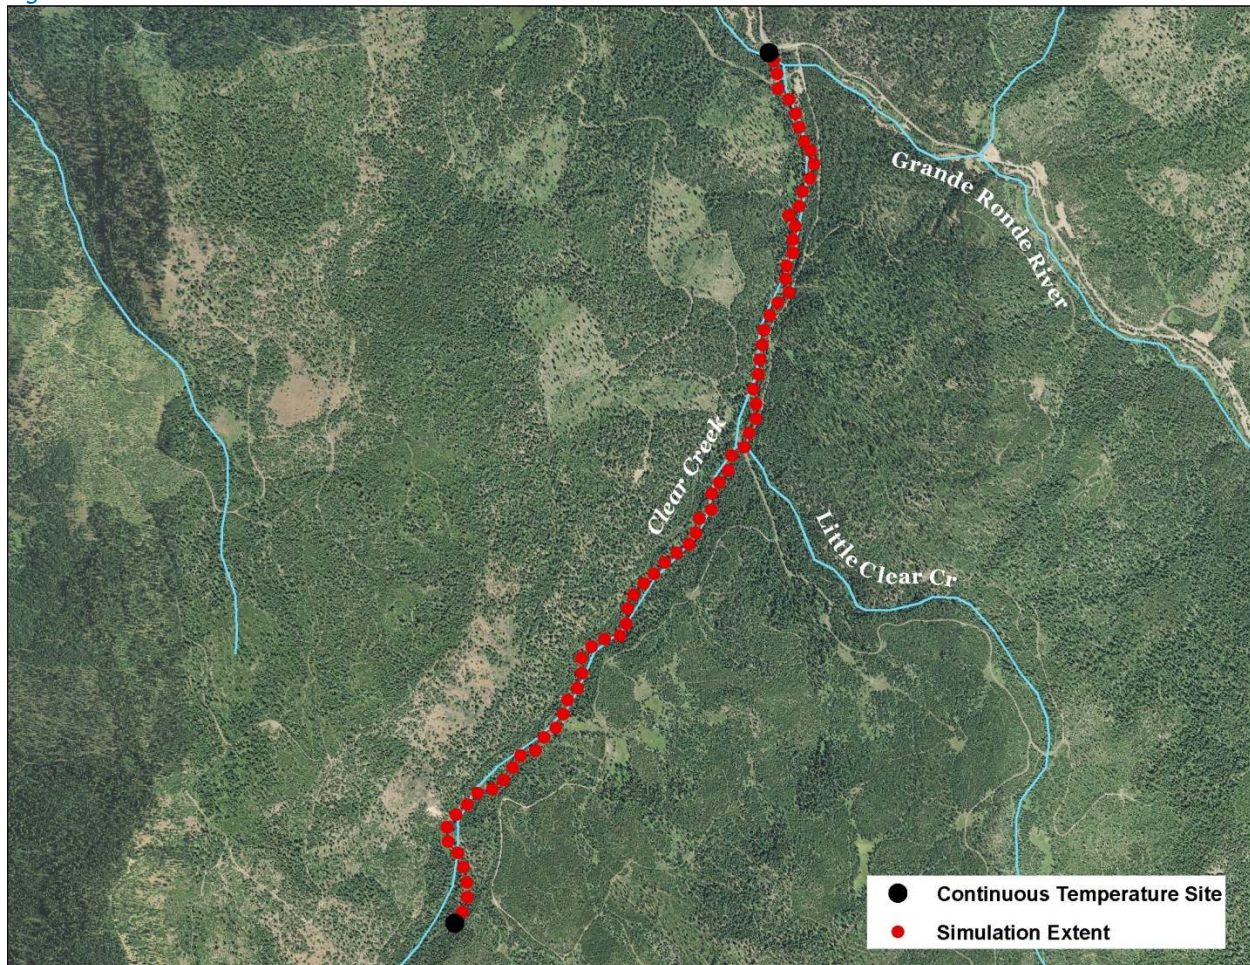 Grande Ronde River
Clear Creek
Little Clear Cr
Continuous Temperature Site
Simulation Extent